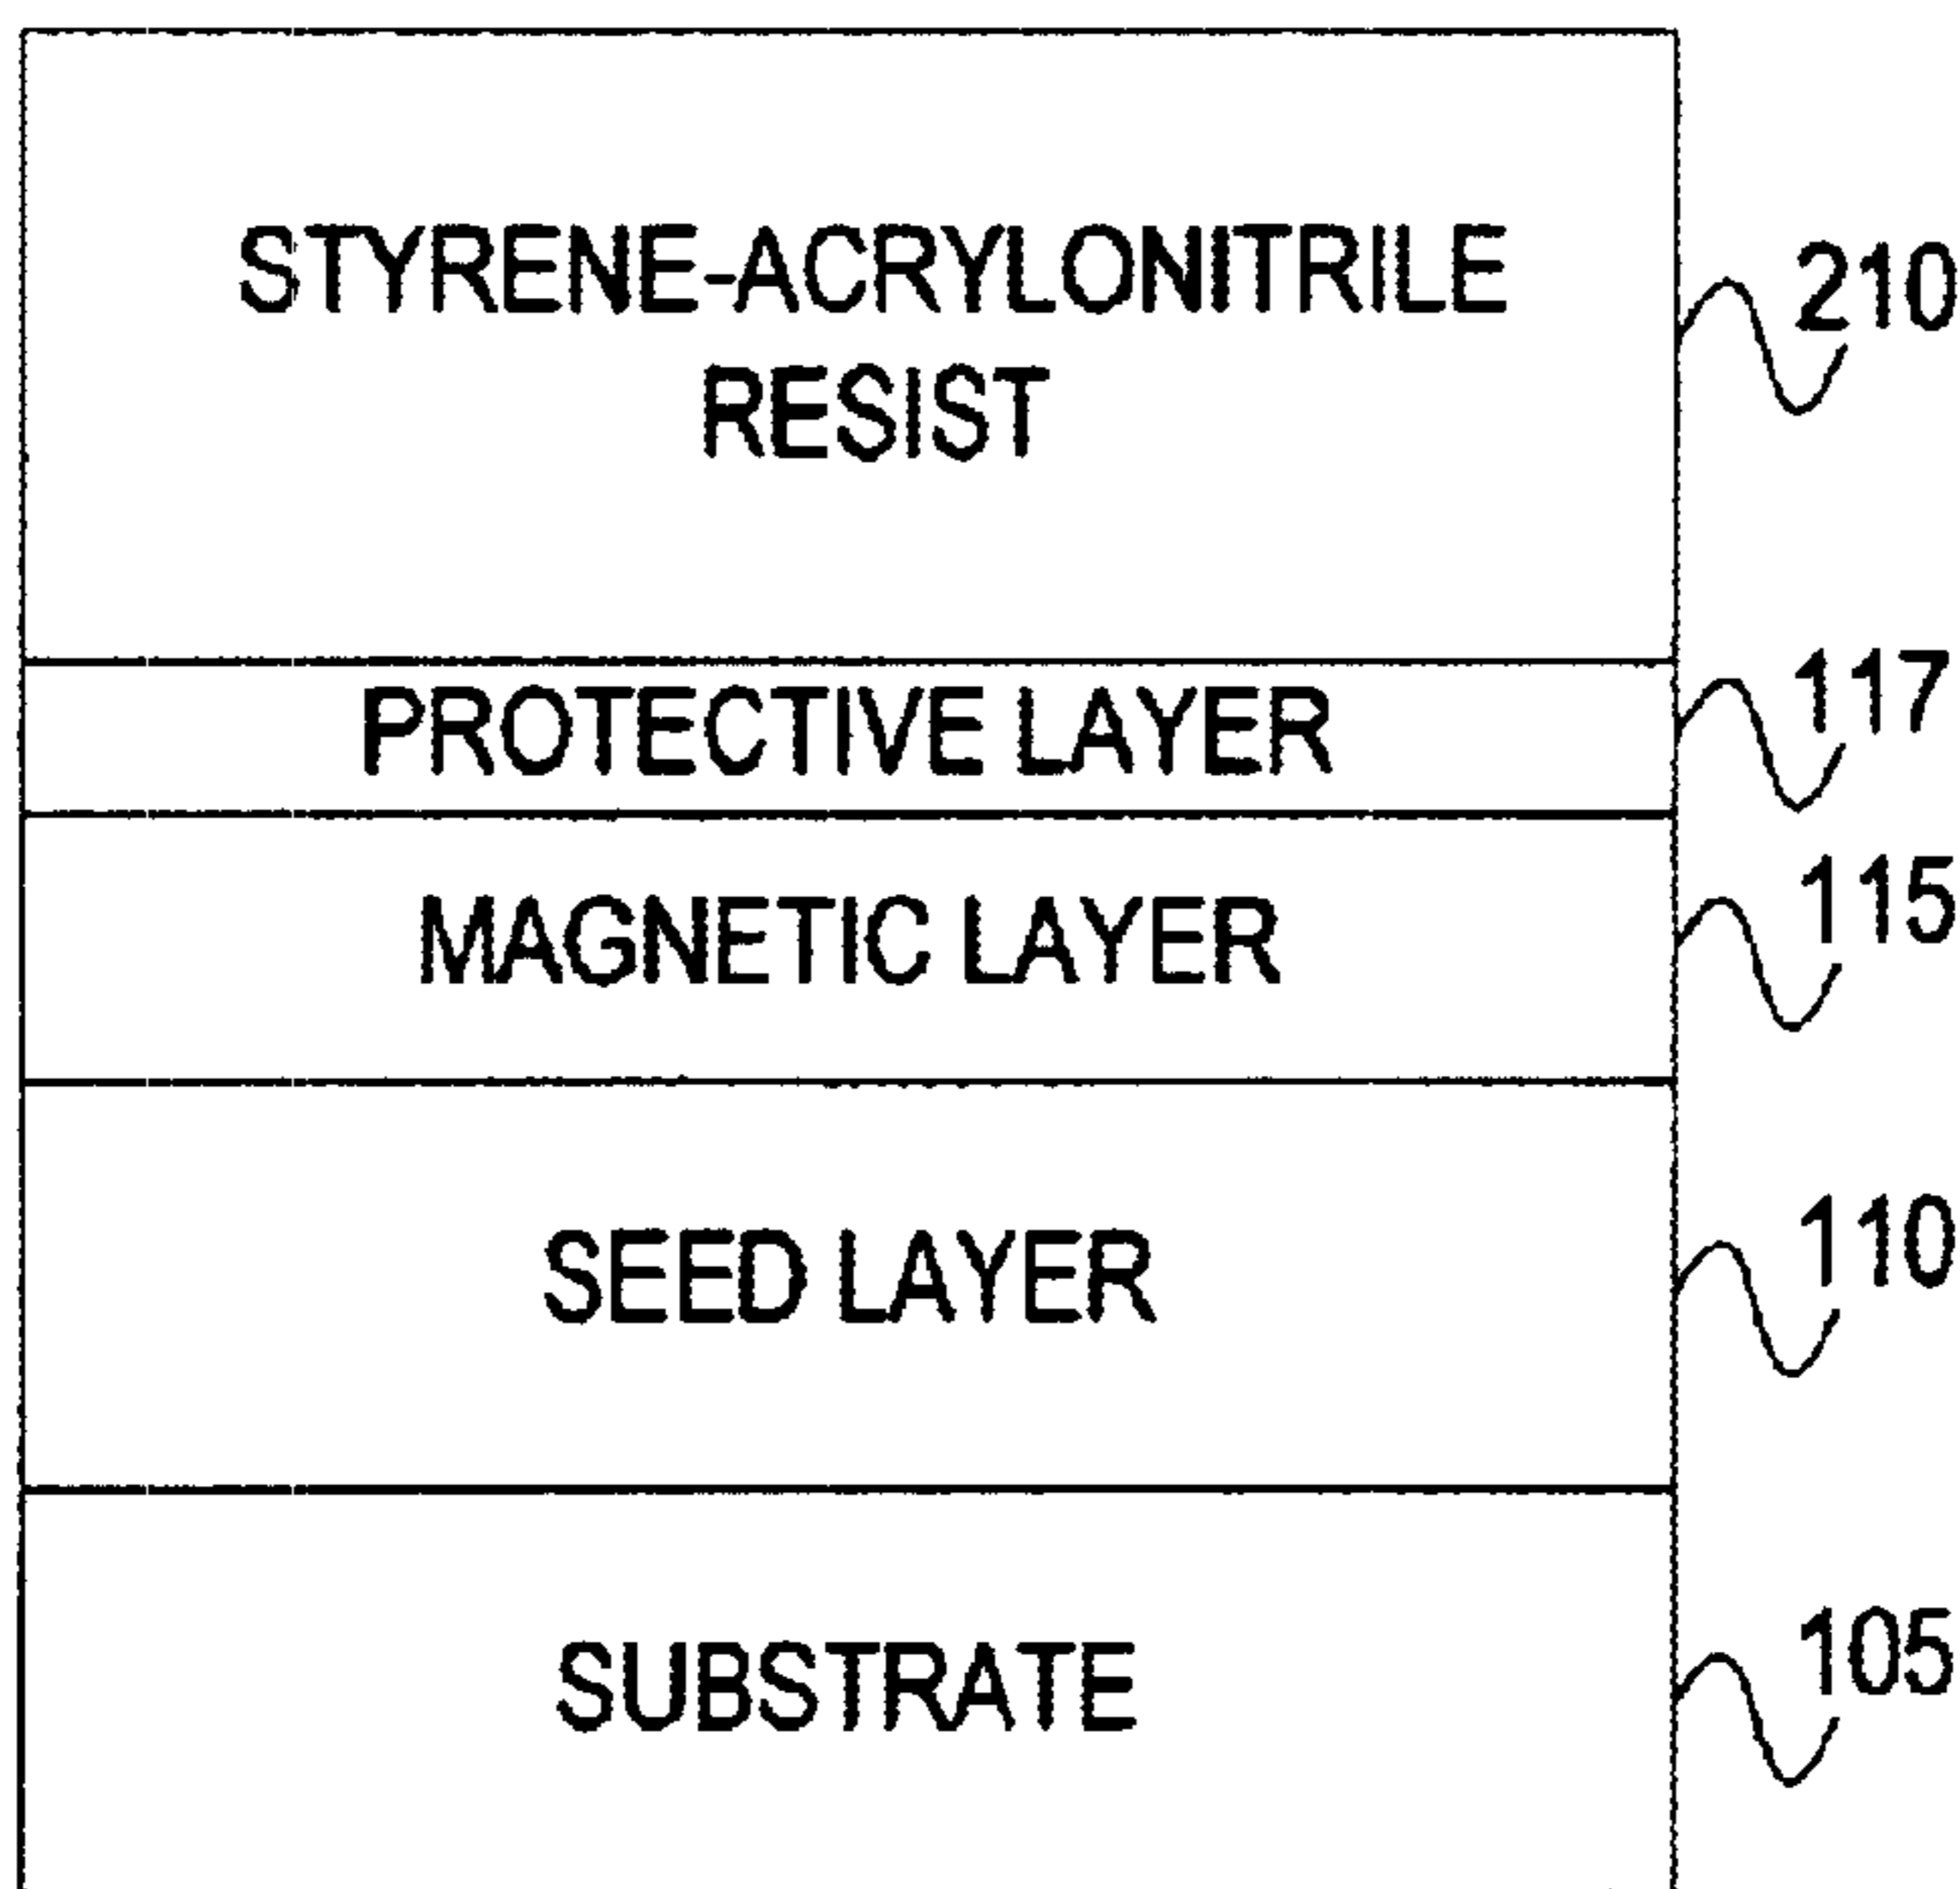 STYRENE-ACRYLONITRILE
RESIST
210
PROTECTIVE LAYER
117
MAGNETIC LAYER
115
SEED LAYER
110
SUBSTRATE
105